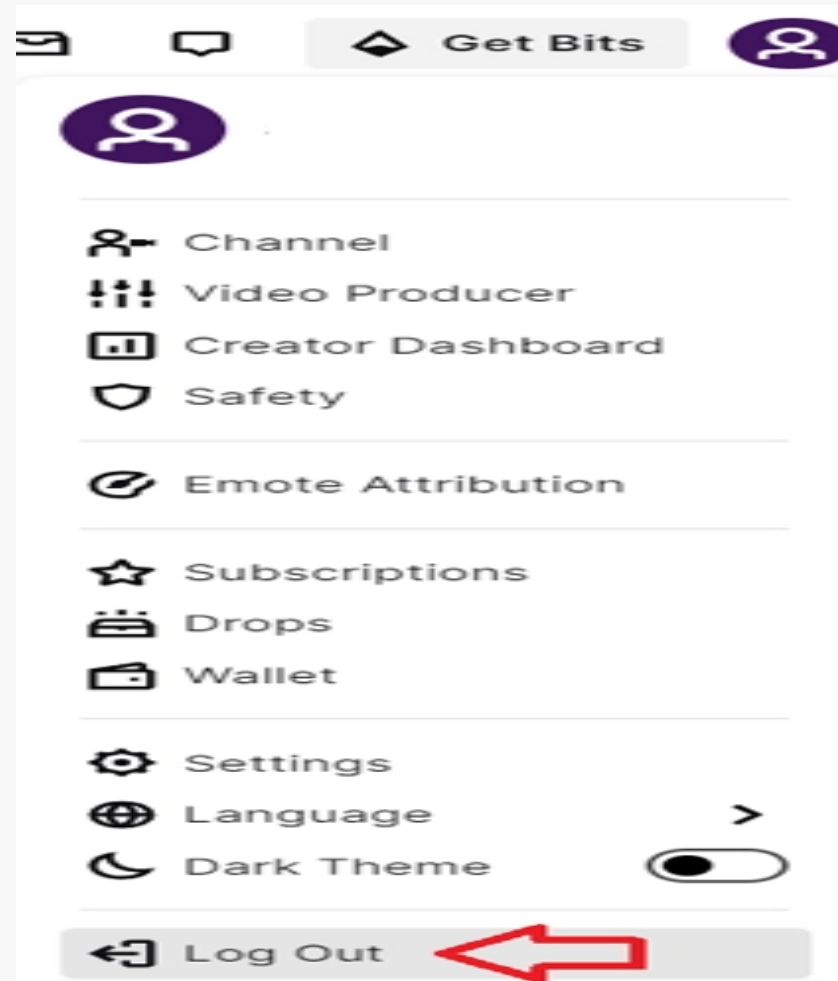 Get Bits
Channel
Video Producer
Creator Dashboard
Safety
Emote Attribution
Subscriptions
Drops
Wallet
Settings
Language
Dark Theme
Log Out